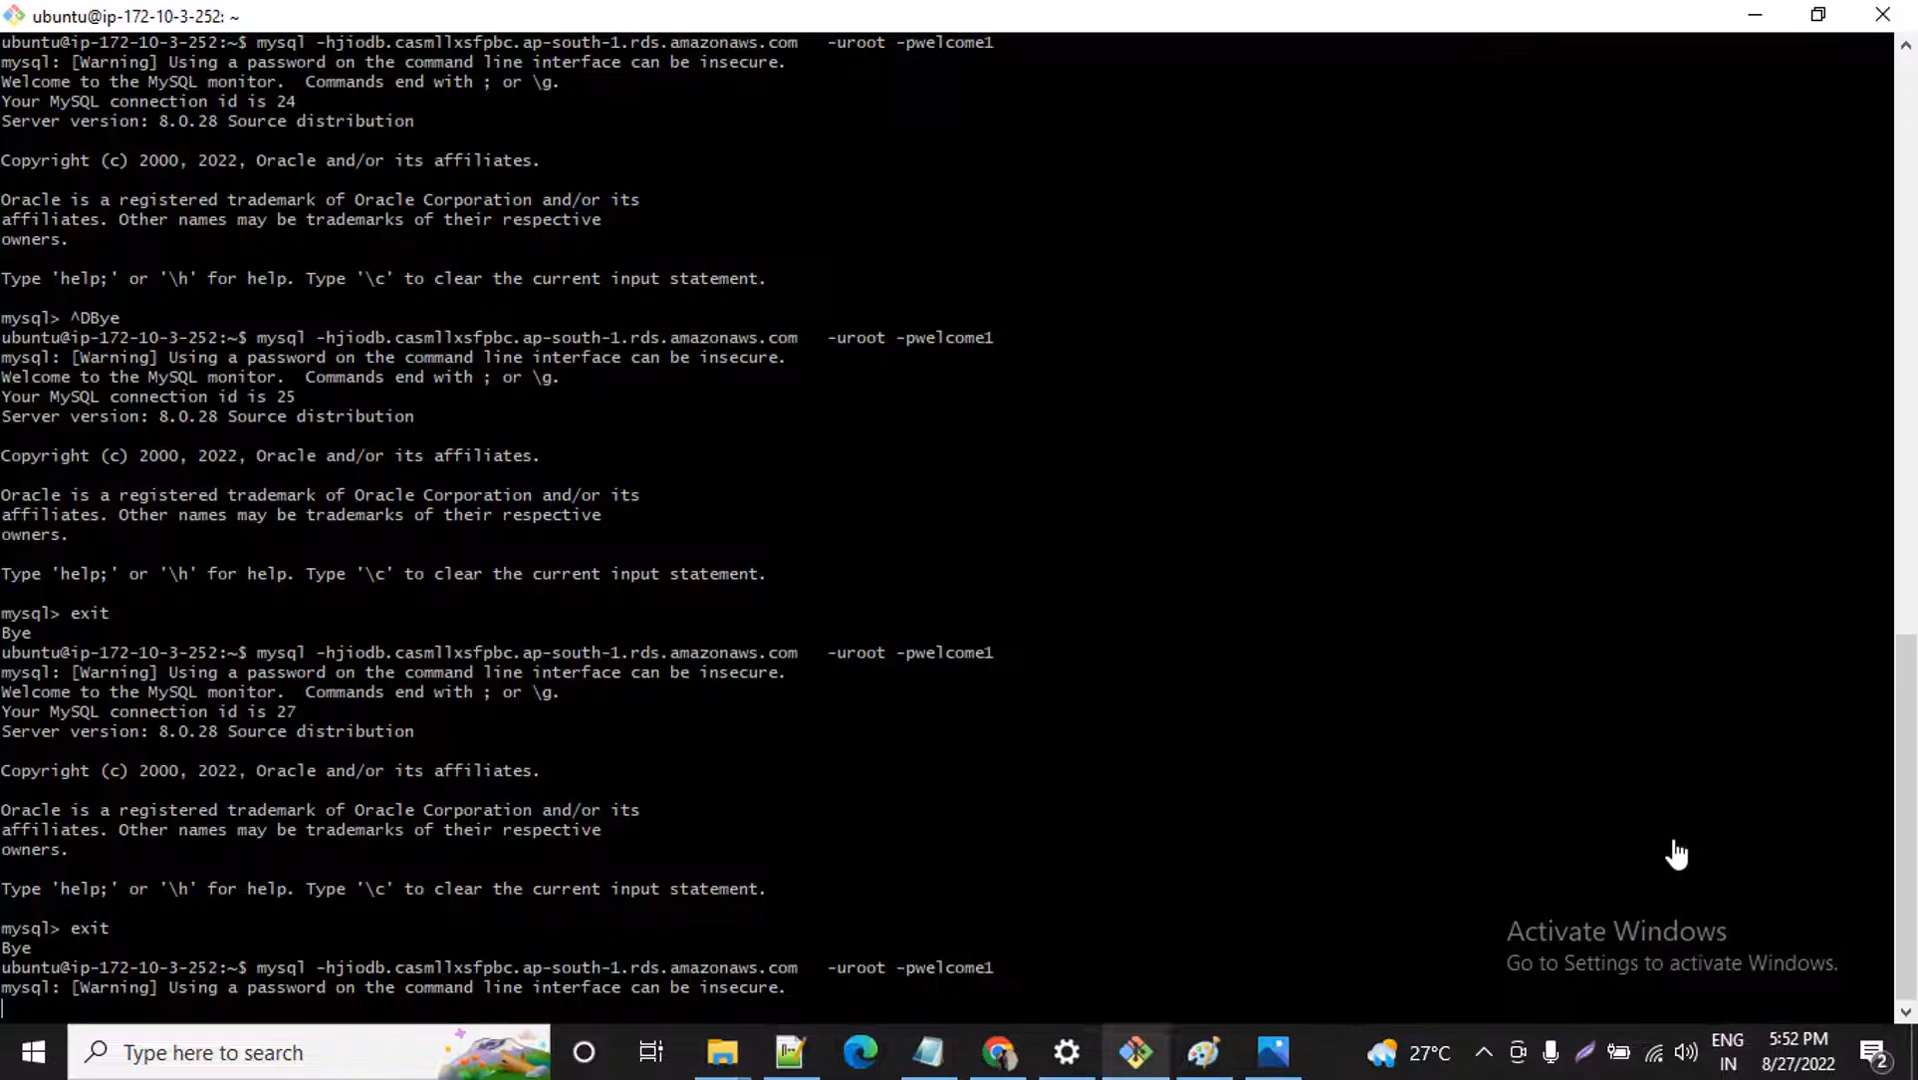 ubuntu@ip-172-10-3-252: ~
ubuntu@ip-172-10-3-252:~$ mysql -hjiodb.casmllxsfpbc.ap-south-1.rds.amazonaws.com   -uroot -pwelcome1
mysql: [Warning] Using a password on the command line interface can be insecure.
Welcome to the MySQL monitor.  Commands end with ; or \g.
Your MySQL connection id is 24
Server version: 8.0.28 Source distribution
Copyright (c) 2000, 2022, Oracle and/or its affiliates.
Oracle is a registered trademark of Oracle Corporation and/or its
affiliates. Other names may be trademarks of their respective
owners.
Type 'help;' or '\h' for help. Type '\c' to clear the current input statement.
mysql> ^DBye
ubuntu@ip-172-10-3-252:~$ mysql -hjiodb.casmllxsfpbc.ap-south-1.rds.amazonaws.com   -uroot -pwelcome1
mysql: [Warning] Using a password on the command line interface can be insecure.
Welcome to the MySQL monitor.  Commands end with ; or \g.
Your MySQL connection id is 25
Server version: 8.0.28 Source distribution
Copyright (c) 2000, 2022, Oracle and/or its affiliates.
Oracle is a registered trademark of Oracle Corporation and/or its
affiliates. Other names may be trademarks of their respective
owners.
Type 'help;' or '\h' for help. Type '\c' to clear the current input statement.
mysql> exit
Bye
ubuntu@ip-172-10-3-252:~$ mysql -hjiodb.casmllxsfpbc.ap-south-1.rds.amazonaws.com   -uroot -pwelcome1
mysql: [Warning] Using a password on the command line interface can be insecure.
Welcome to the MySQL monitor.  Commands end with ; or \g.
Your MySQL connection id is 27
Server version: 8.0.28 Source distribution
Copyright (c) 2000, 2022, Oracle and/or its affiliates.
Oracle is a registered trademark of Oracle Corporation and/or its
affiliates. Other names may be trademarks of their respective
owners.
Type 'help;' or '\h' for help. Type '\c' to clear the current input statement.
mysql> exit
Bye
ubuntu@ip-172-10-3-252:~$ mysql -hjiodb.casmllxsfpbc.ap-south-1.rds.amazonaws.com   -uroot -pwelcome1
mysql: [Warning] Using a password on the command line interface can be insecure.
Activate Windows
Go to Settings to activate Windows.
Type here to search
27°C
ENG
IN
5:52 PM
8/27/2022
2